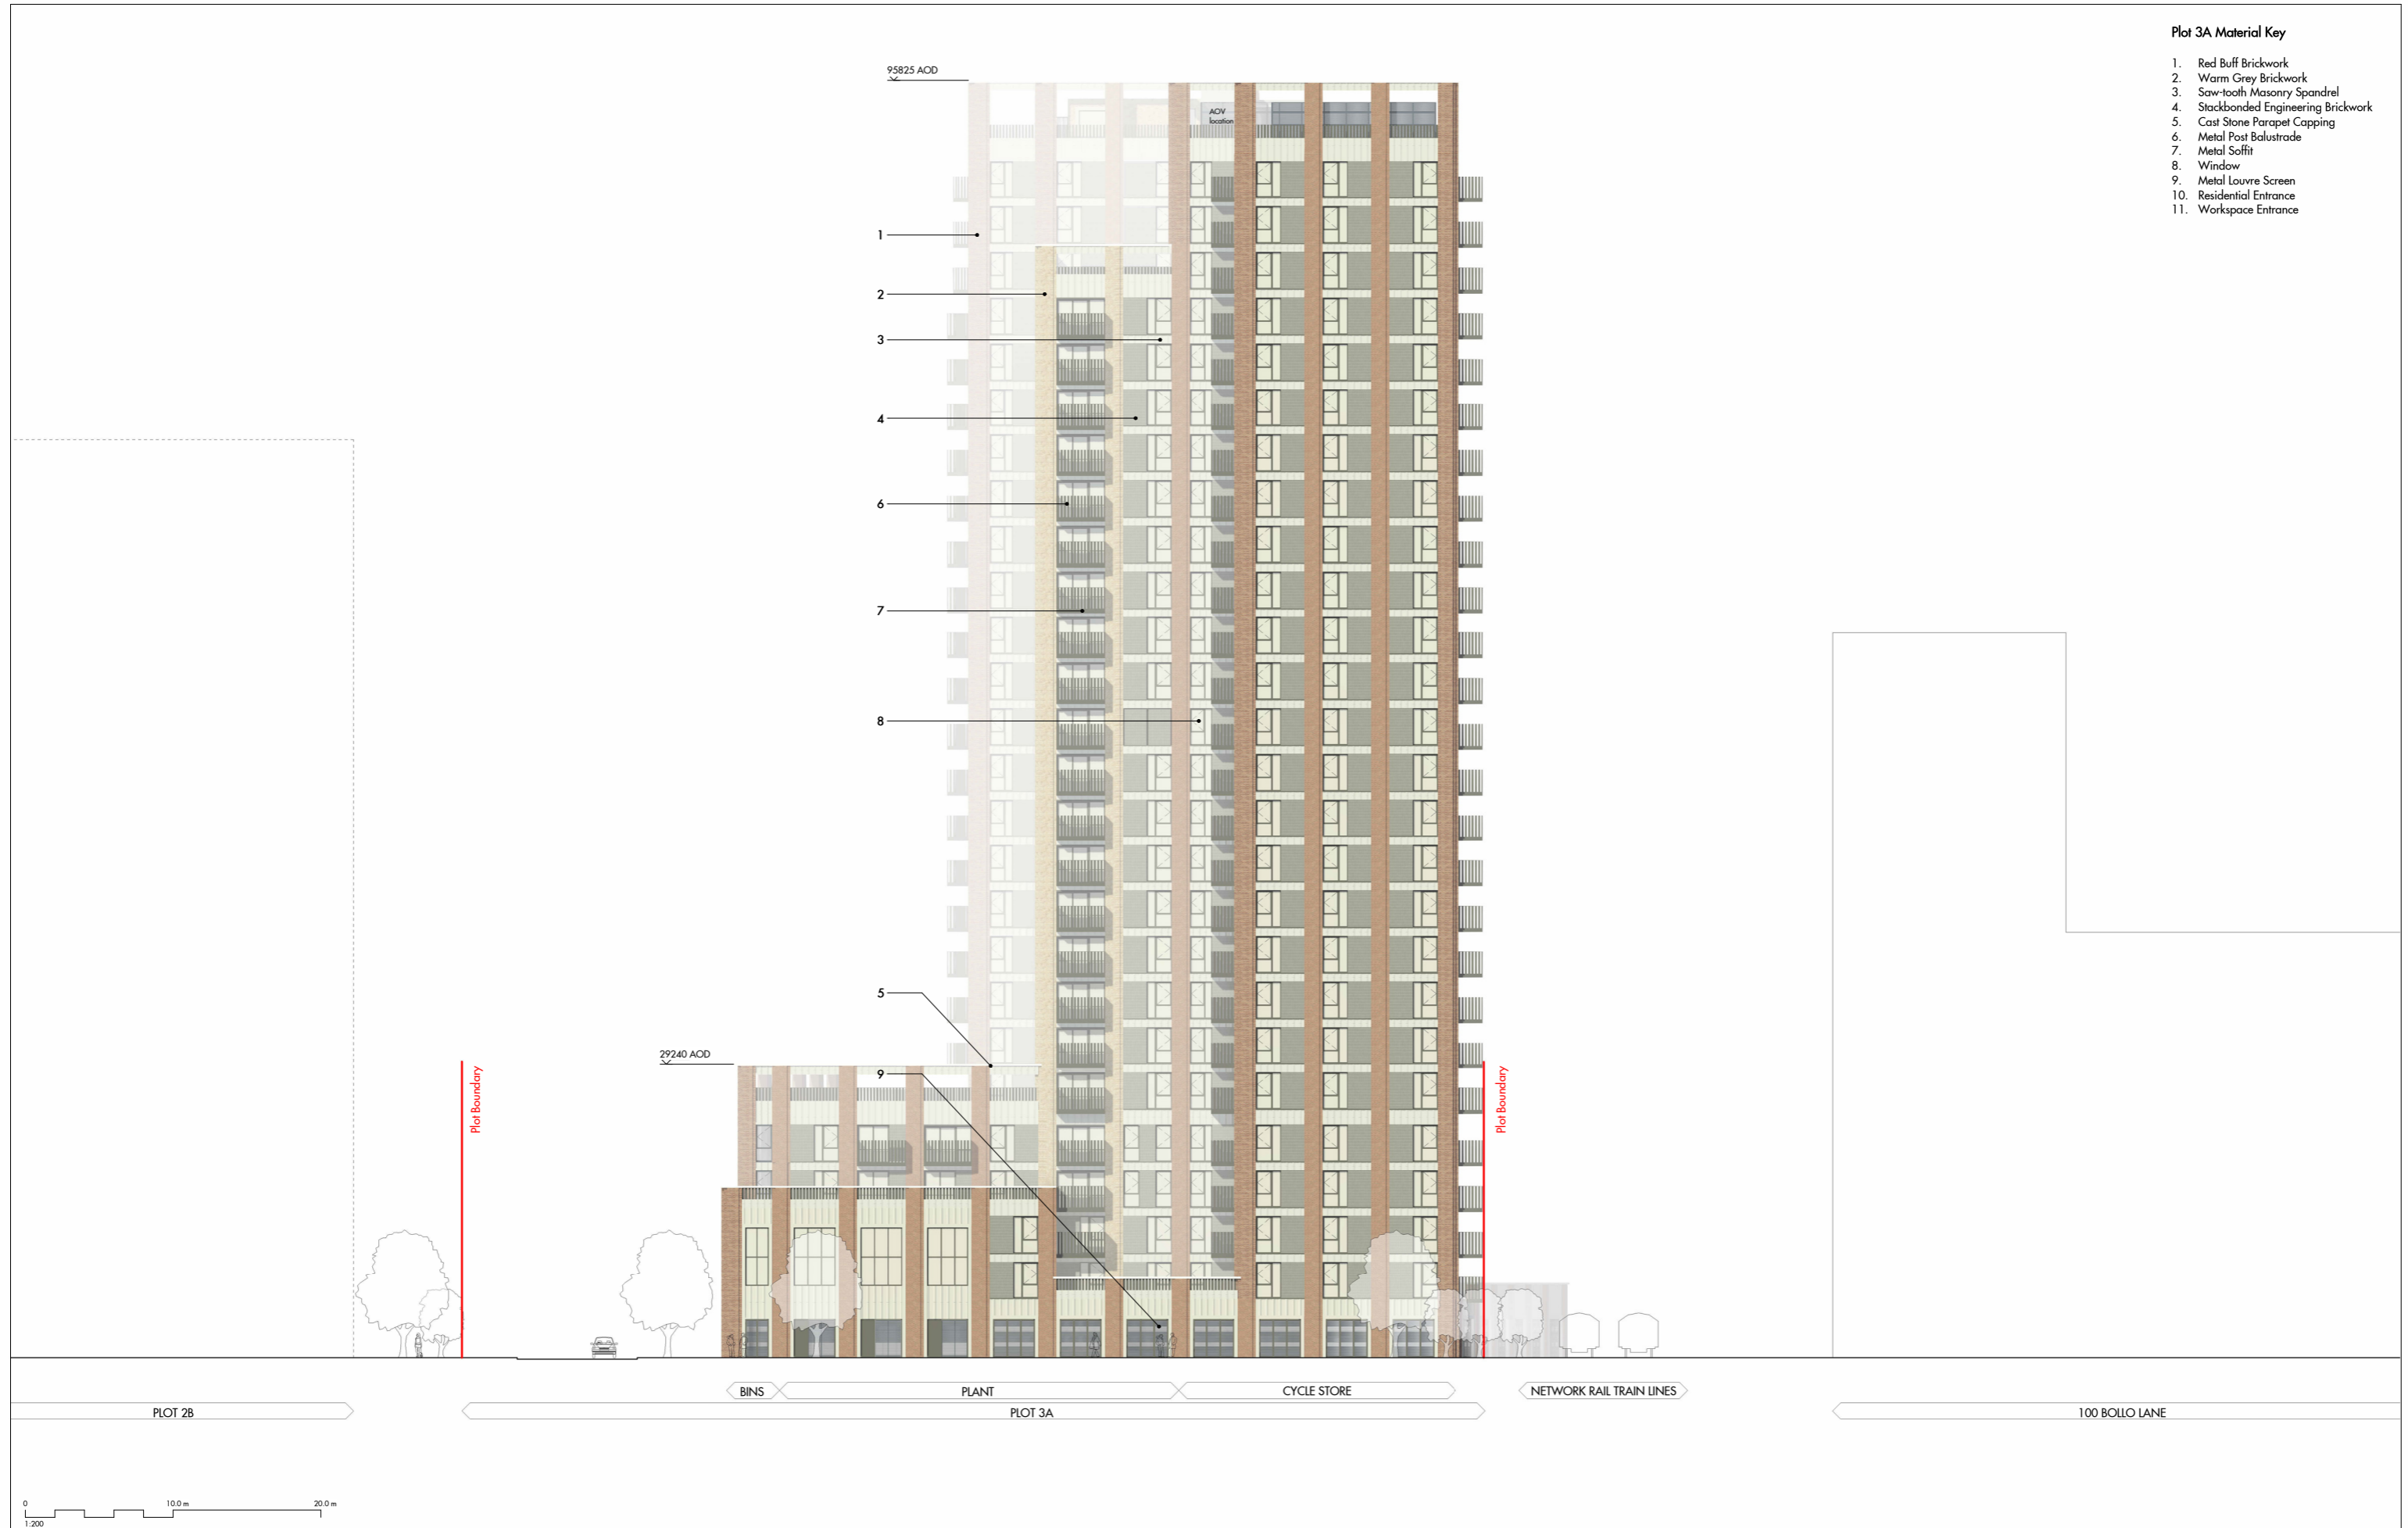 Plot 3A Material Key
1. Red Buff Brickwork
2. Warm Grey Brickwork
3. Saw-tooth Masonry Spandrel
4. Stackbonded Engineering Brickwork
5. Cast Stone Parapet Capping
6. Metal Post Balustrade
7. Metal Soffit
8. Window
9. Metal Louvre Screen
10. Residential Entrance
11. Workspace Entrance
95825 AOD
AOV
location
1
2
3
4
6
7
8
5
29240 AOD
9
Plot Boundary
Plot Boundary
BINS
PLANT
CYCLE STORE
NETWORK RAIL TRAIN LINES
PLOT 2B
PLOT 3A
100 BOLLO LANE
0 10.0 m 20.0 m
1:200